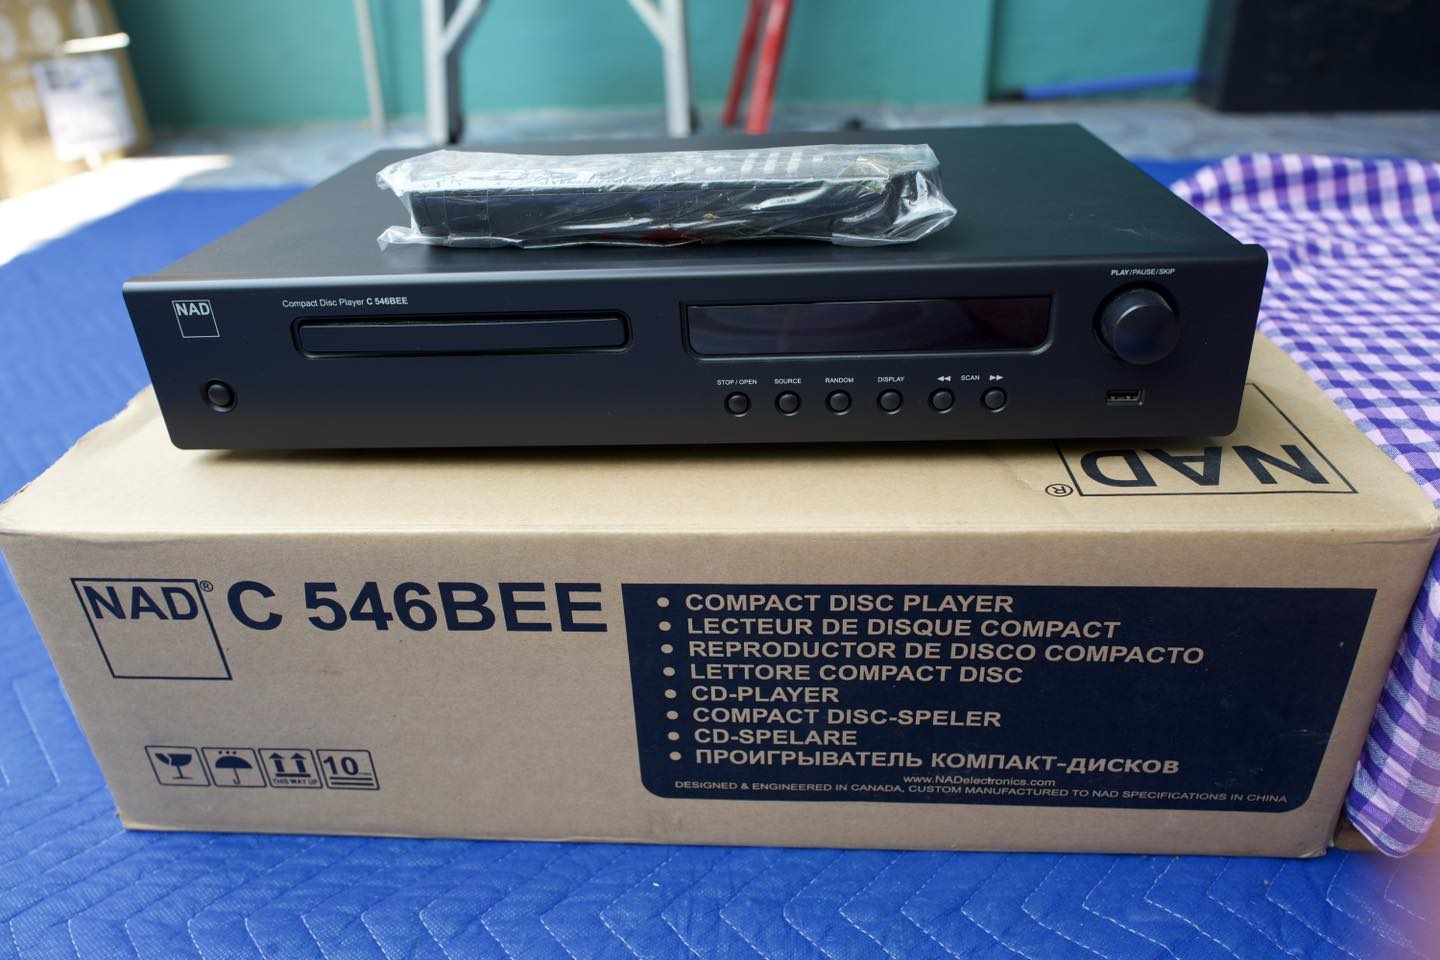 PLAY/PAUSE/SKIP
NAD
Compact Disc Player C 546BEE
STOP / OPEN
SOURCE
RANDOM
DISPLAY
SCAN
NAD®
NAD® C 546BEE
• COMPACT DISC PLAYER
• LECTEUR DE DISQUE COMPACT
• REPRODUCTOR DE DISCO COMPACTO
• LETTORE COMPACT DISC
• CD-PLAYER
• COMPACT DISC-SPELER
• CD-SPELARE
• ПРОИГРЫВАТЕЛЬ КОМПАКТ-ДИСКОВ
www.NADelectronics.com
DESIGNED & ENGINEERED IN CANADA, CUSTOM MANUFACTURED TO NAD SPECIFICATIONS IN CHINA
THIS WAY UP
10